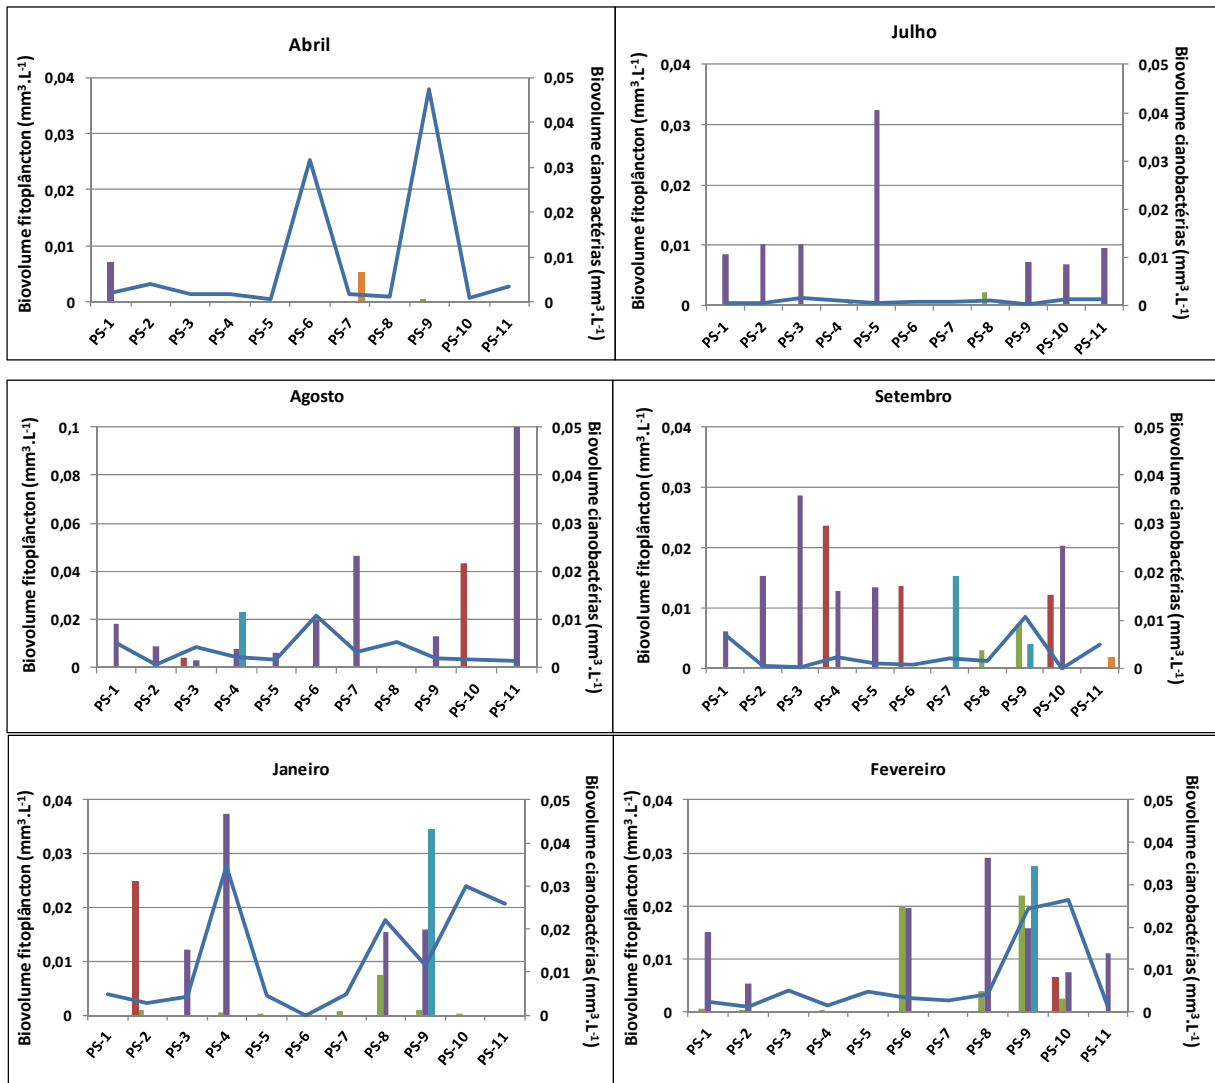 Abril
Biovolume fitoplâncton (mm³.L⁻¹)
0,04
0,03
0,02
0,01
0
0,05
0,04
0,03
0,02
0,01
0
Biovolume cianobactérias (mm³.L⁻¹)
PS-1 PS-2 PS-3 PS-4 PS-5 PS-6 PS-7 PS-8 PS-9 PS-10 PS-11
Julho
Biovolume fitoplâncton (mm³.L⁻¹)
0,04
0,03
0,02
0,01
0
0,05
0,04
0,03
0,02
0,01
0
Biovolume cianobactérias (mm³.L⁻¹)
PS-1 PS-2 PS-3 PS-4 PS-5 PS-6 PS-7 PS-8 PS-9 PS-10 PS-11
Agosto
Biovolume fitoplâncton (mm³.L⁻¹)
0,1
0,08
0,06
0,04
0,02
0
0,05
0,04
0,03
0,02
0,01
0
Biovolume cianobactérias (mm³.L⁻¹)
PS-1 PS-2 PS-3 PS-4 PS-5 PS-6 PS-7 PS-8 PS-9 PS-10 PS-11
Setembro
Biovolume fitoplâncton (mm³.L⁻¹)
0,04
0,03
0,02
0,01
0
0,05
0,04
0,03
0,02
0,01
0
Biovolume cianobactérias (mm³.L⁻¹)
PS-1 PS-2 PS-3 PS-4 PS-5 PS-6 PS-7 PS-8 PS-9 PS-10 PS-11
Janeiro
Biovolume fitoplâncton (mm³.L⁻¹)
0,04
0,03
0,02
0,01
0
0,05
0,04
0,03
0,02
0,01
0
Biovolume cianobactérias (mm³.L⁻¹)
PS-1 PS-2 PS-3 PS-4 PS-5 PS-6 PS-7 PS-8 PS-9 PS-10 PS-11
Fevereiro
Biovolume fitoplâncton (mm³.L⁻¹)
0,04
0,03
0,02
0,01
0
0,05
0,04
0,03
0,02
0,01
0
Biovolume cianobactérias (mm³.L⁻¹)
PS-1 PS-2 PS-3 PS-4 PS-5 PS-6 PS-7 PS-8 PS-9 PS-10 PS-11